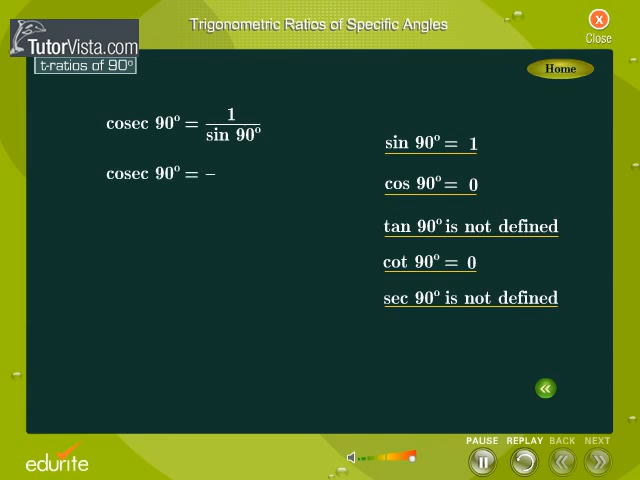 Trigonometric Ratios of Specific Angles
Close
TutorVista.com
t-ratios of 90°
Home
cosec 90° = 1 / sin 90°
cosec 90° = –
sin 90° = 1
cos 90° = 0
tan 90° is not defined
cot 90° = 0
sec 90° is not defined
PAUSE REPLAY BACK NEXT
edurite